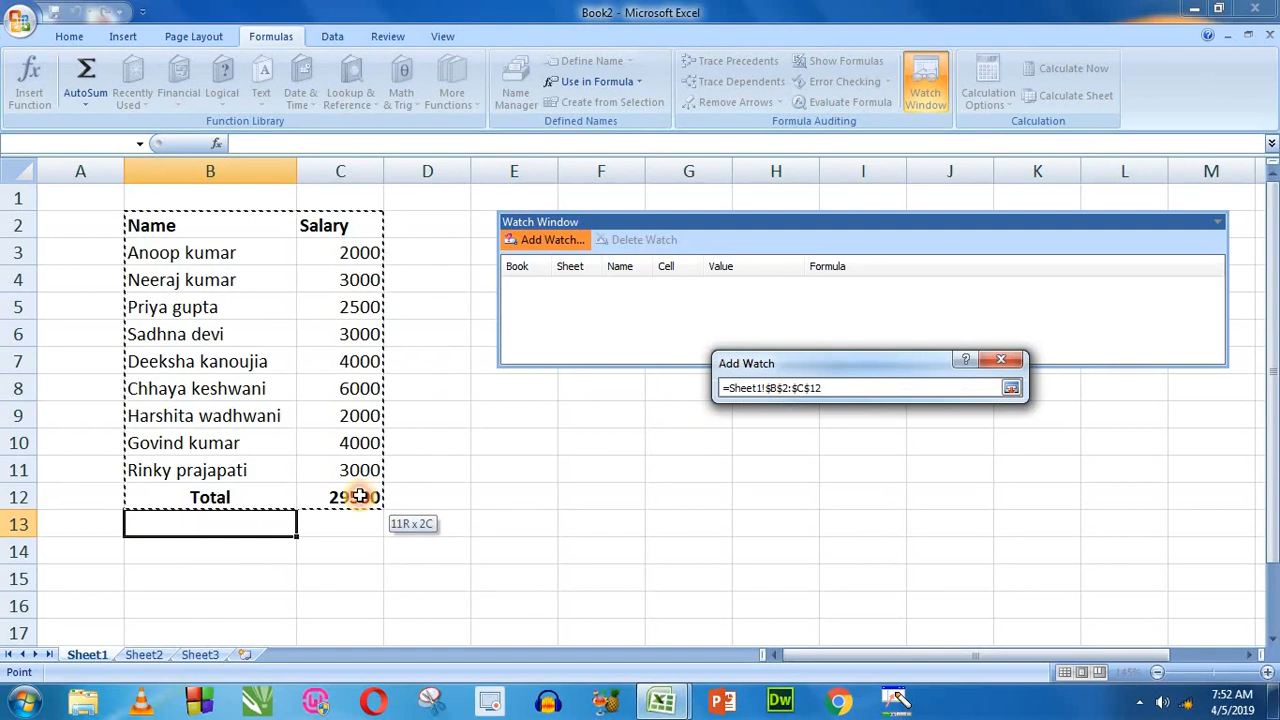 Book2 - Microsoft Excel
Home Insert Page Layout Formulas Data Review View
Insert Function
AutoSum
Recently Used
Financial
Logical
Text
Date & Time
Lookup & Reference
Math & Trig
More Functions
Function Library
Name Manager
Define Name
Use in Formula
Create from Selection
Defined Names
Trace Precedents
Trace Dependents
Remove Arrows
Show Formulas
Error Checking
Evaluate Formula
Formula Auditing
Watch Window
Calculation Options
Calculate Now
Calculate Sheet
Calculation
fx
A B C D E F G H I J K L M
1
2 Name Salary
3 Anoop kumar 2000
4 Neeraj kumar 3000
5 Priya gupta 2500
6 Sadhna devi 3000
7 Deeksha kanoujia 4000
8 Chhaya keshwani 6000
9 Harshita wadhwani 2000
10 Govind kumar 4000
11 Rinky prajapati 3000
12 Total 29500
13
14
15
16
17
11R x 2C
Watch Window
Add Watch... Delete Watch
Book Sheet Name Cell Value Formula
Add Watch
=Sheet1!$B$2:$C$12
Sheet1 Sheet2 Sheet3
Point
145%
Dw
7:52 AM
4/5/2019